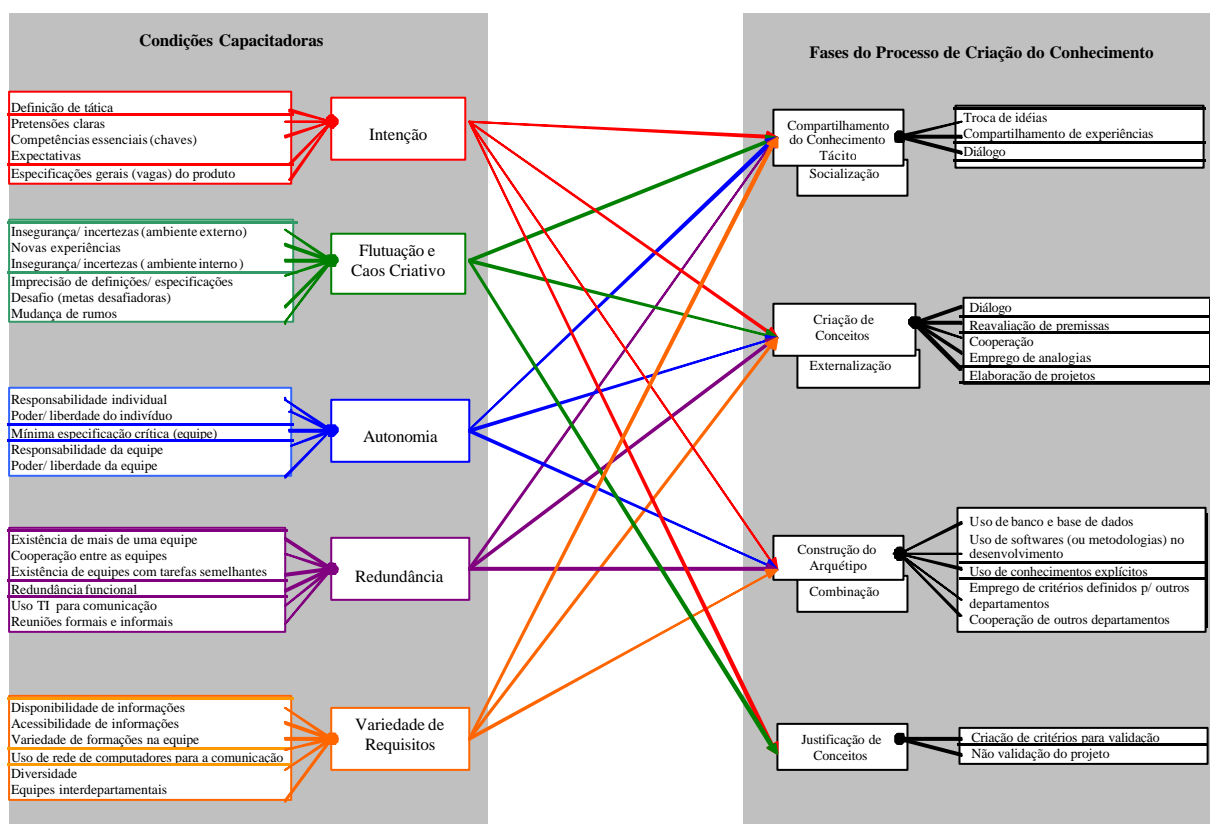 Condições Capacitadoras
Fases do Processo de Criação do Conhecimento
Definição de tática
Pretensões claras
Competências essenciais (chaves)
Expectativas
Especificações gerais (vagas) do produto
Intenção
Insegurança/ incertezas (ambiente externo)
Novas experiências
Insegurança/ incertezas ( ambiente interno )
Imprecisão de definições/ especificações
Desafio (metas desafiadoras)
Mudança de rumos
Flutuação e
Caos Criativo
Responsabilidade individual
Poder/ liberdade do indivíduo
Mínima especificação crítica (equipe)
Responsabilidade da equipe
Poder/ liberdade da equipe
Autonomia
Existência de mais de uma equipe
Cooperação entre as equipes
Existência de equipes com tarefas semelhantes
Redundância funcional
Uso TI para comunicação
Reuniões formais e informais
Redundância
Disponibilidade de informações
Acessibilidade de informações
Variedade de formações na equipe
Uso de rede de computadores para a comunicação
Diversidade
Equipes interdepartamentais
Variedade de
Requisitos
Compartilhamento
do Conhecimento
Tácito
Socialização
Troca de idéias
Compartilhamento de experiências
Diálogo
Criação de
Conceitos
Externalização
Diálogo
Reavaliação de premissas
Cooperação
Emprego de analogias
Elaboração de projetos
Construção do
Arquétipo
Combinação
Uso de banco e base de dados
Uso de softwares (ou metodologias) no
desenvolvimento
Uso de conhecimentos explícitos
Emprego de critérios definidos p/ outros
departamentos
Cooperação de outros departamentos
Justificação de
Conceitos
Criação de critérios para validação
Não validação do projeto